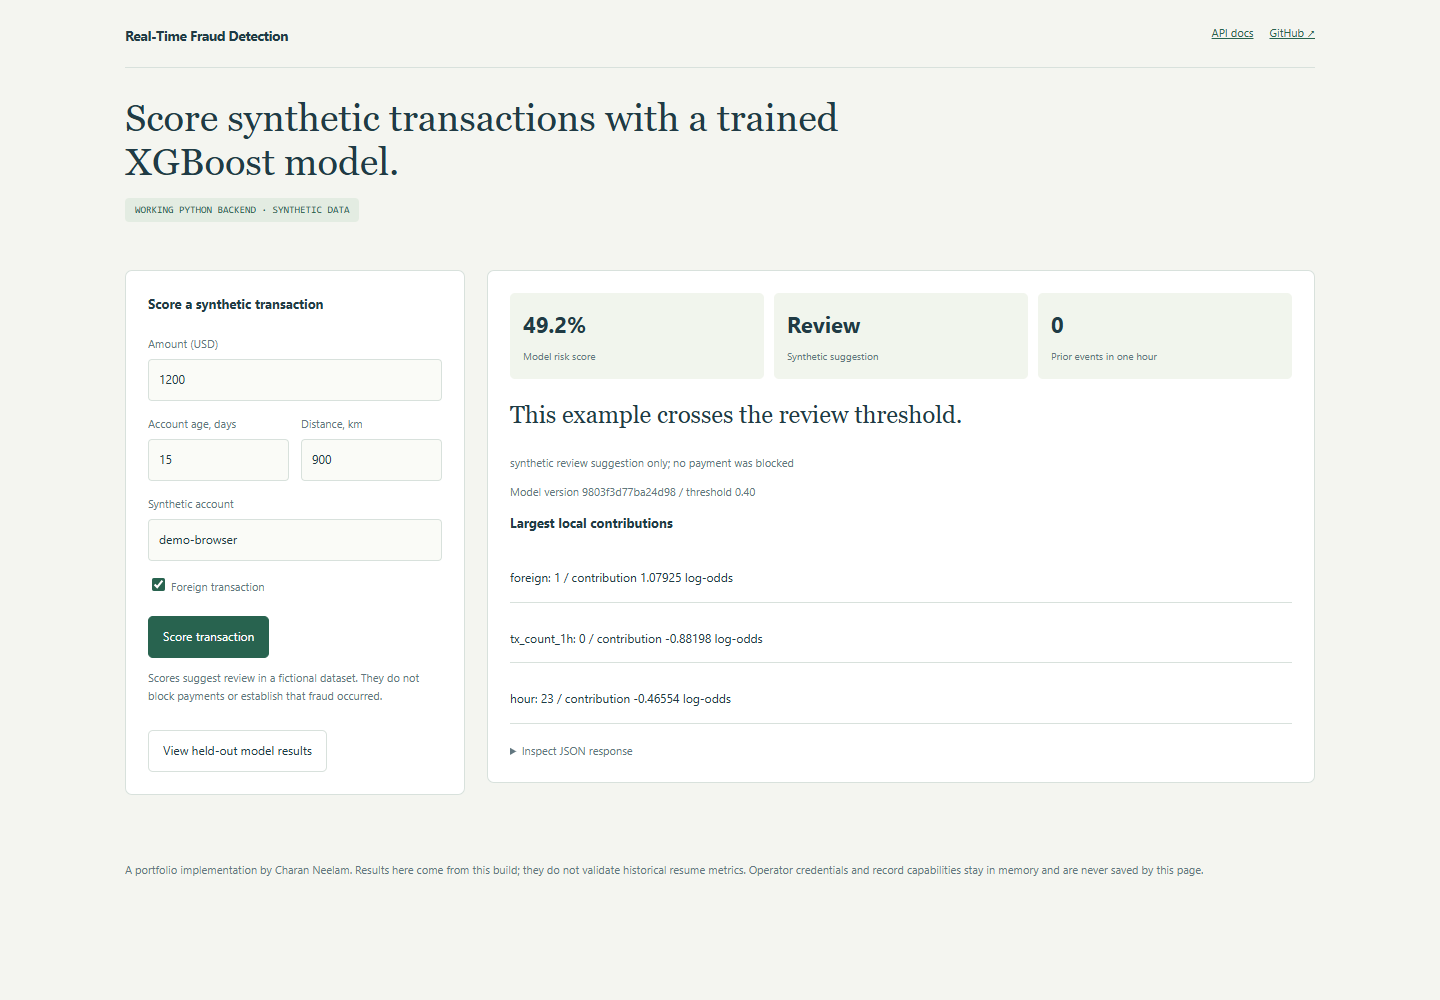 Real-Time Fraud Detection
API docs
GitHub ↗
Score synthetic transactions with a trained
XGBoost model.
WORKING PYTHON BACKEND · SYNTHETIC DATA
Score a synthetic transaction
Amount (USD)
1200
Account age, days
Distance, km
15
900
Synthetic account
demo-browser
Foreign transaction
Score transaction
Scores suggest review in a fictional dataset. They do not
block payments or establish that fraud occurred.
View held-out model results
49.2%
Model risk score
Review
Synthetic suggestion
0
Prior events in one hour
This example crosses the review threshold.
synthetic review suggestion only; no payment was blocked
Model version 9803f3d77ba24d98 / threshold 0.40
Largest local contributions
foreign: 1 / contribution 1.07925 log-odds
tx_count_1h: 0 / contribution -0.88198 log-odds
hour: 23 / contribution -0.46554 log-odds
Inspect JSON response
A portfolio implementation by Charan Neelam. Results here come from this build; they do not validate historical resume metrics. Operator credentials and record capabilities stay in memory and are never saved by this page.